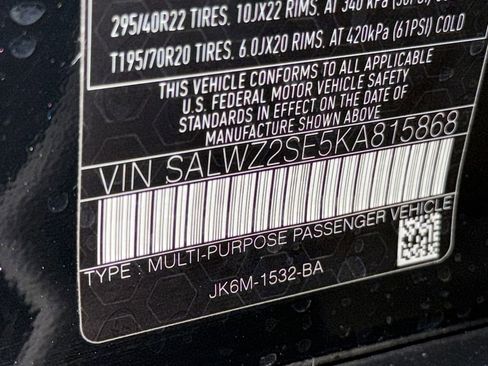 295/40R22 TIRES. 10JX22 RIMS. AT 340 kPa
T195/70R20 TIRES. 6.0JX20 RIMS. AT 420kPa (61PSI) COLD
THIS VEHICLE CONFORMS TO ALL APPLICABLE
U.S. FEDERAL MOTOR VEHICLE SAFETY
STANDARDS IN EFFECT ON THE DATE OF
MANUFACTURE
VIN SALWZ2SE5KA815868
TYPE : MULTI-PURPOSE PASSENGER VEHICLE
JK6M-1532-BA